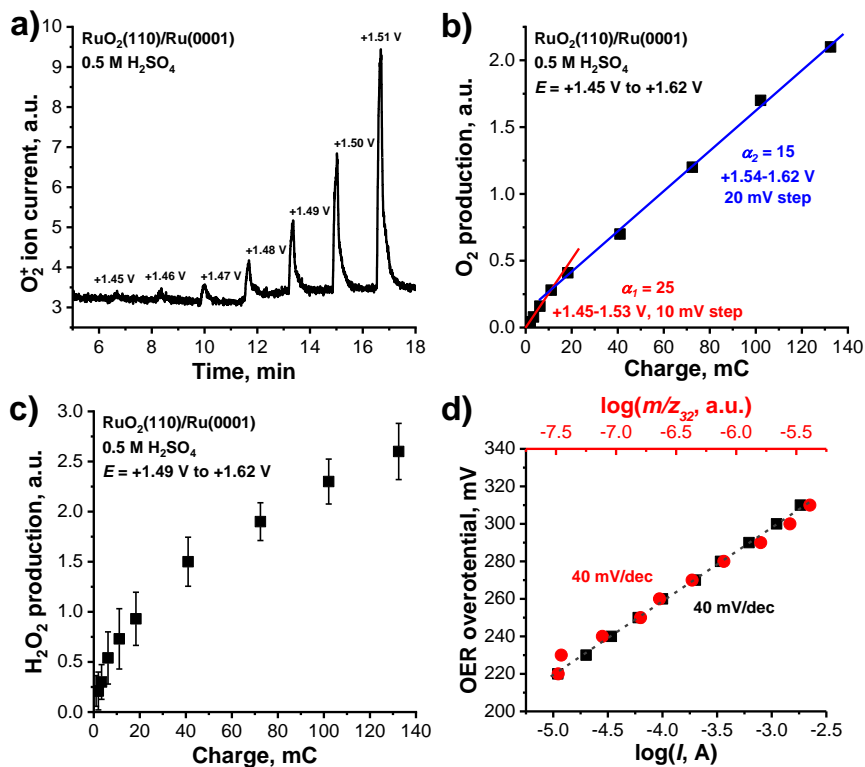 a)
RuO₂(110)/Ru(0001)
0.5 M H₂SO₄
+1.51 V
+1.50 V
+1.49 V
+1.48 V
+1.47 V
+1.46 V
+1.45 V
O₂⁺ ion current, a.u.
10
9
8
7
6
5
4
3
6 8 10 12 14 16 18
Time, min
b)
RuO₂(110)/Ru(0001)
0.5 M H₂SO₄
E = +1.45 V to +1.62 V
α₂ = 15
+1.54-1.62 V
20 mV step
α₁ = 25
+1.45-1.53 V, 10 mV step
O₂ production, a.u.
2.0
1.5
1.0
0.5
0.0
0 20 40 60 80 100 120 140
Charge, mC
c)
RuO₂(110)/Ru(0001)
0.5 M H₂SO₄
E = +1.49 V to +1.62 V
H₂O₂ production, a.u.
3.0
2.5
2.0
1.5
1.0
0.5
0.0
0 20 40 60 80 100 120 140
Charge, mC
d)
log(m/z₃₂, a.u.)
-7.5 -7.0 -6.5 -6.0 -5.5
40 mV/dec
40 mV/dec
OER overotential, mV
340
320
300
280
260
240
220
200
-5.0 -4.5 -4.0 -3.5 -3.0 -2.5
log(I, A)